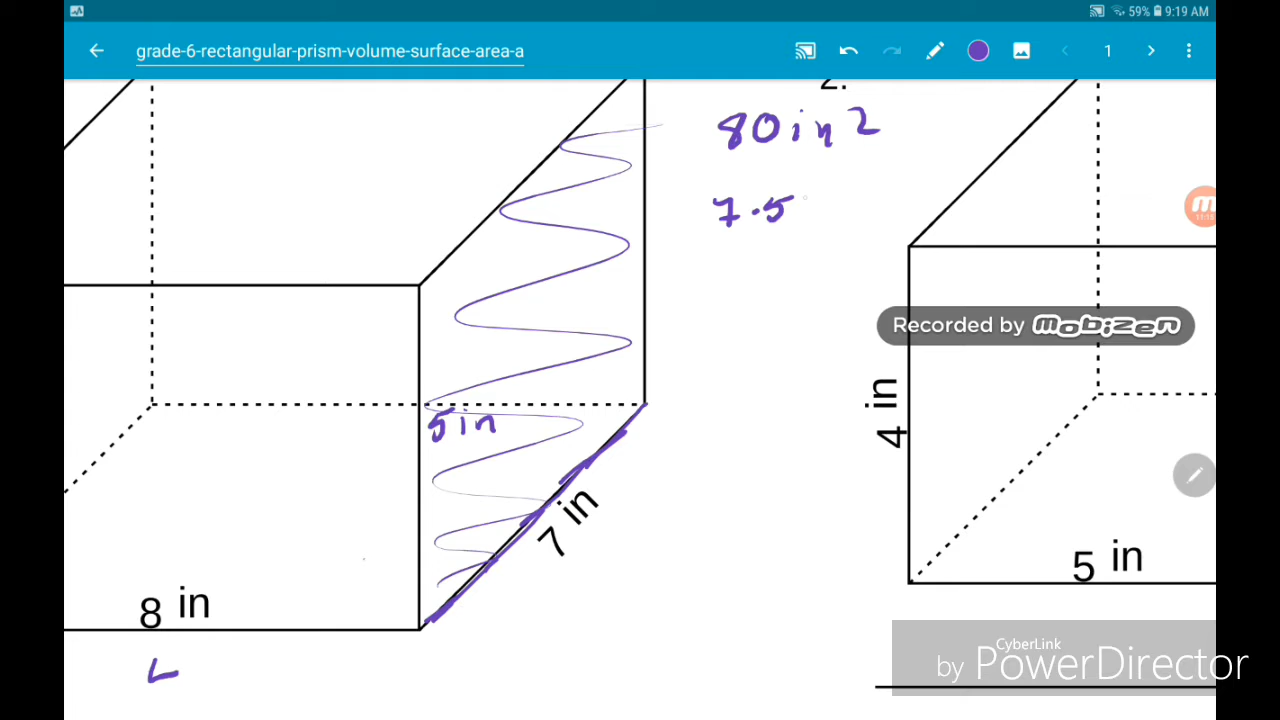 59% 9:19 AM
grade-6-rectangular-prism-volume-surface-area-a
1
2.
80 in 2
7.5
Recorded by Mobizen
4 in
5 in
7 in
5 in
8 in
L
CyberLink
by PowerDirector